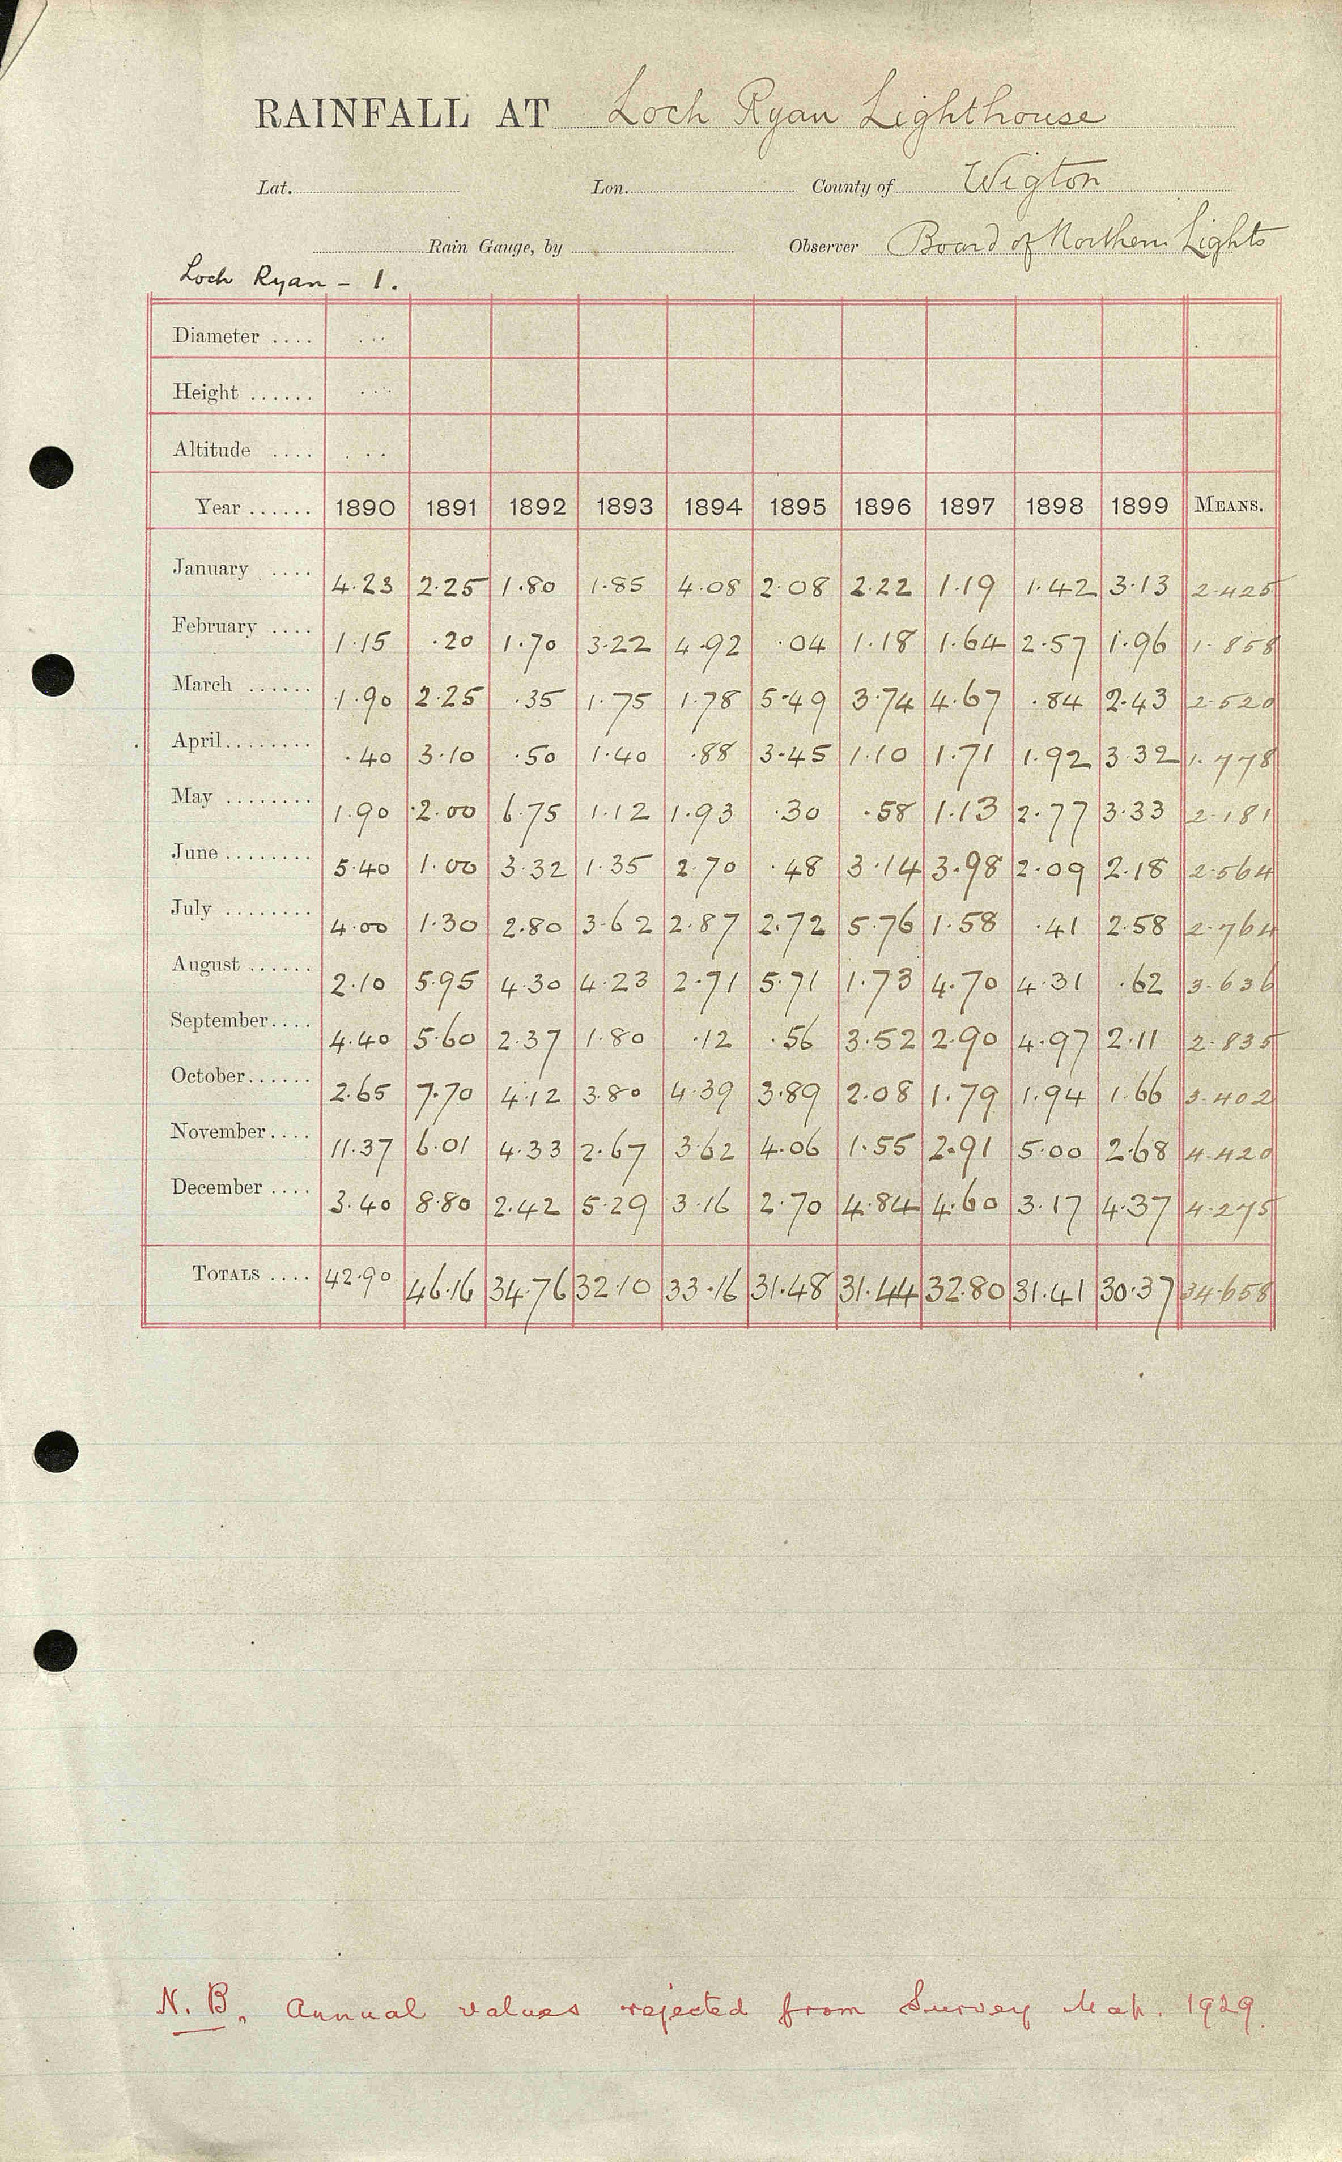 RAINFALL AT Loch Ryan Lighthouse
Lat. Lon. County of Wigton
Rain Gauge, by Observer Board of Northern Lights
Loch Ryan - 1.
Diameter ....
Height ......
Altitude ....
Year ...... 1890 1891 1892 1893 1894 1895 1896 1897 1898 1899 MEANS.
January .... 4.23 2.25 1.80 1.85 4.08 2.08 2.22 1.19 1.42 3.13 2.425
February .... 1.15 .20 1.70 3.22 4.92 .04 1.18 1.64 2.57 1.96 1.858
March ...... 1.90 2.25 .35 1.75 1.78 5.49 3.74 4.67 .84 2.43 2.520
April........ .40 3.10 .50 1.40 .88 3.45 1.10 1.71 1.92 3.32 1.778
May ........ 1.90 2.00 6.75 1.12 1.93 .30 .58 1.13 2.77 3.33 2.181
June ........ 5.40 1.00 3.32 1.35 2.70 .48 3.14 3.98 2.09 2.18 2.564
July ........ 4.00 1.30 2.80 3.62 2.87 2.72 5.76 1.58 .41 2.58 2.764
August ...... 2.10 5.95 4.30 4.23 2.71 5.71 1.73 4.70 4.31 .62 3.636
September.... 4.40 5.60 2.37 1.80 .12 .56 3.52 2.90 4.97 2.11 2.835
October...... 2.65 7.70 4.12 3.80 4.39 3.89 2.08 1.79 1.94 1.66 3.402
November.... 11.37 6.01 4.33 2.67 3.62 4.06 1.55 2.91 5.00 2.68 4.420
December .... 3.40 8.80 2.42 5.29 3.16 2.70 4.84 4.60 3.17 4.37 4.275
TOTALS .... 42.90 46.16 34.76 32.10 33.16 31.48 31.44 32.80 31.41 30.37 34.658
N.B. Annual values rejected from Survey Map. 1929.